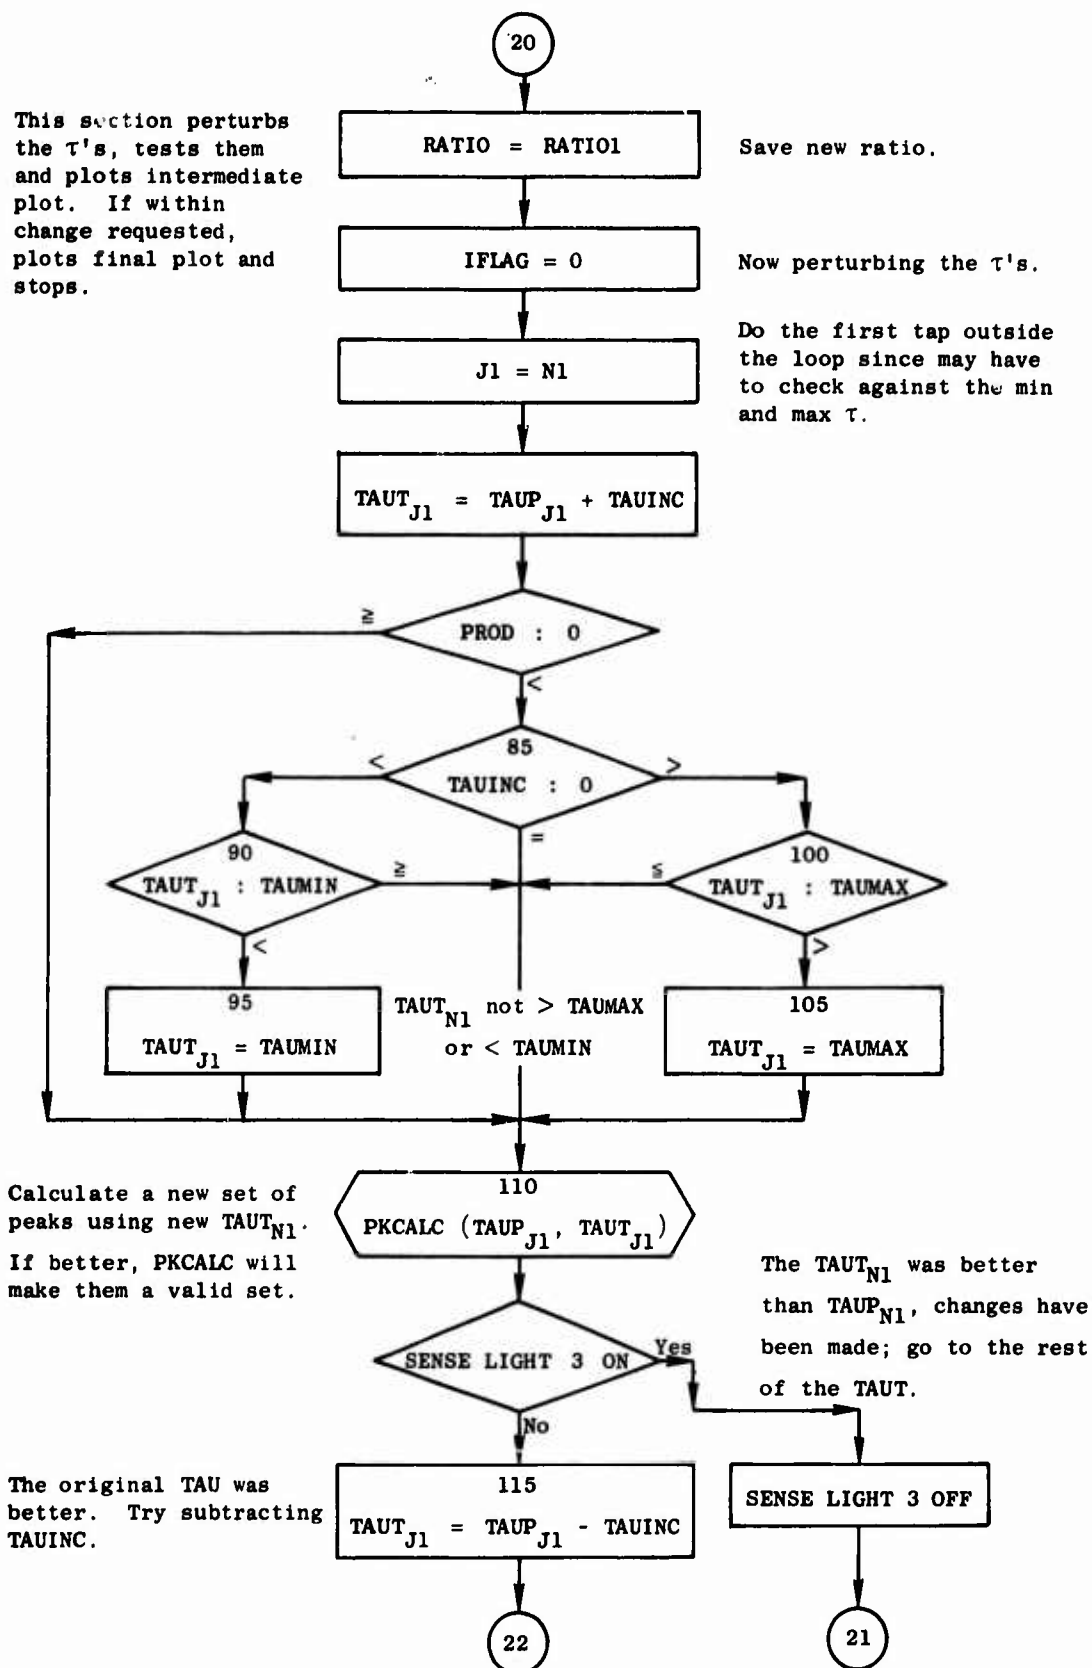 20
This section perturbs
the τ's, tests them
and plots intermediate
plot. If within
change requested,
plots final plot and
stops.
RATIO = RATIO1
Save new ratio.
IFLAG = 0
Now perturbing the τ's.
J1 = N1
Do the first tap outside
the loop since may have
to check against the min
and max τ.
TAUT_J1 = TAUP_J1 + TAUINC
≧
PROD : 0
<
85
< TAUINC : 0 >
=
90
TAUT_J1 : TAUMIN ≧
<
100
≦ TAUT_J1 : TAUMAX
>
95
TAUT_J1 = TAUMIN
TAUT_N1 not > TAUMAX
or < TAUMIN
105
TAUT_J1 = TAUMAX
Calculate a new set of
peaks using new TAUT_N1.
If better, PKCALC will
make them a valid set.
110
PKCALC (TAUP_J1, TAUT_J1)
The TAUT_N1 was better
than TAUP_N1, changes have
been made; go to the rest
of the TAUT.
SENSE LIGHT 3 ON
Yes
No
The original TAU was
better. Try subtracting
TAUINC.
115
TAUT_J1 = TAUP_J1 - TAUINC
SENSE LIGHT 3 OFF
22
21